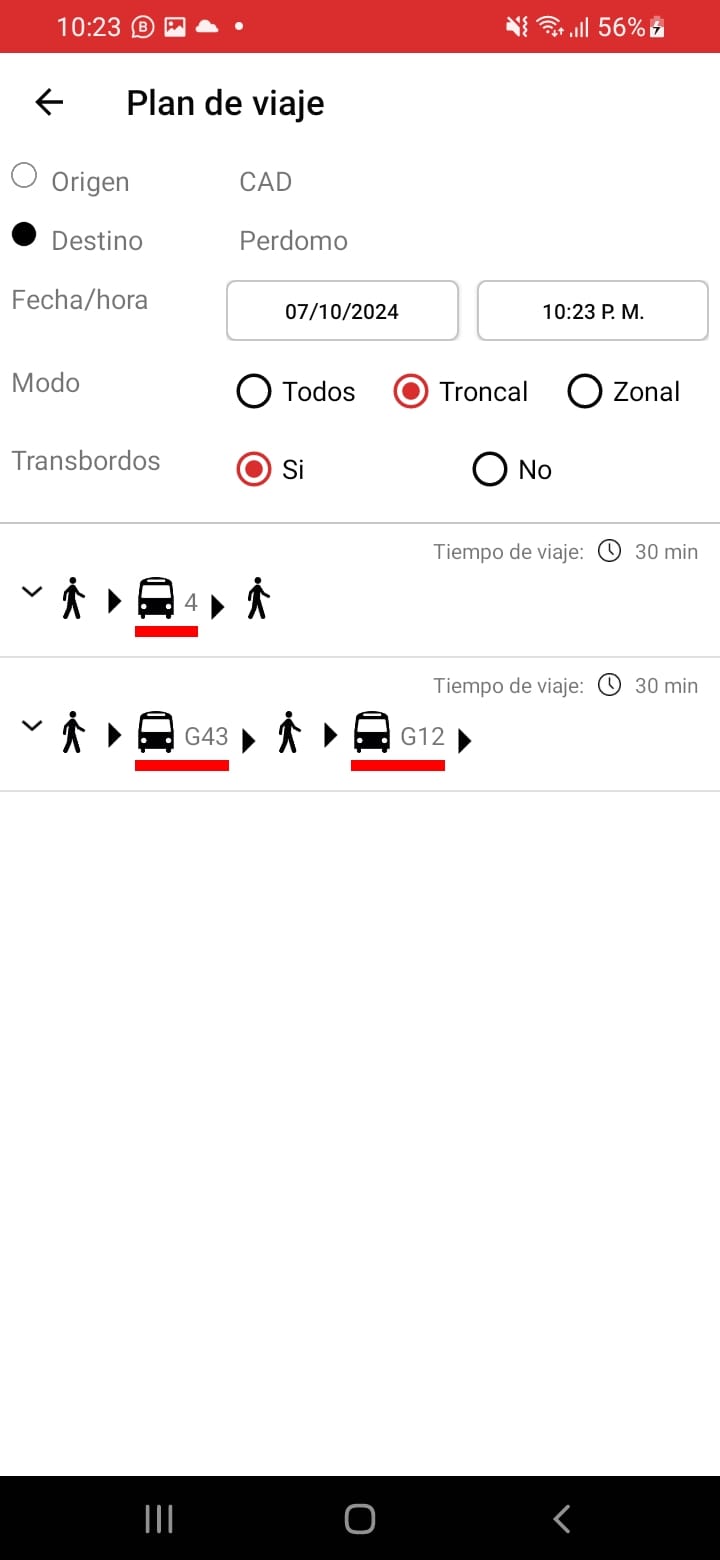 10:23 56%
Plan de viaje
Origen CAD
Destino Perdomo
Fecha/hora 07/10/2024 10:23 P. M.
Modo Todos Troncal Zonal
Transbordos Si No
Tiempo de viaje: 30 min
4
Tiempo de viaje: 30 min
G43 G12